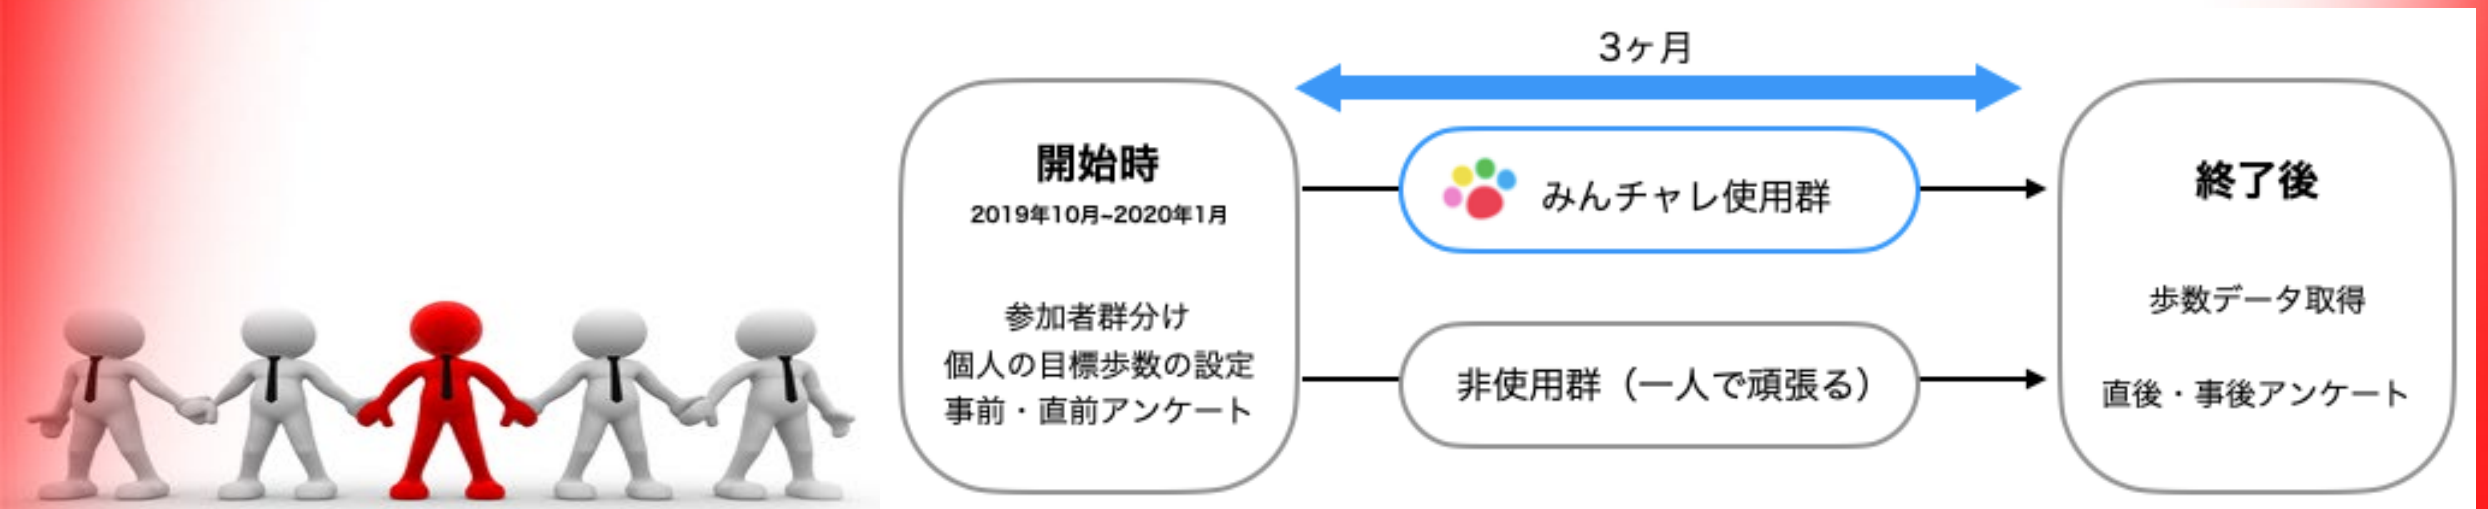 3ヶ月
開始時
2019年10月~2020年1月
参加者群分け
個人の目標歩数の設定
事前・直前アンケート
みんチャレ使用群
非使用群（一人で頑張る）
終了後
歩数データ取得
直後・事後アンケート